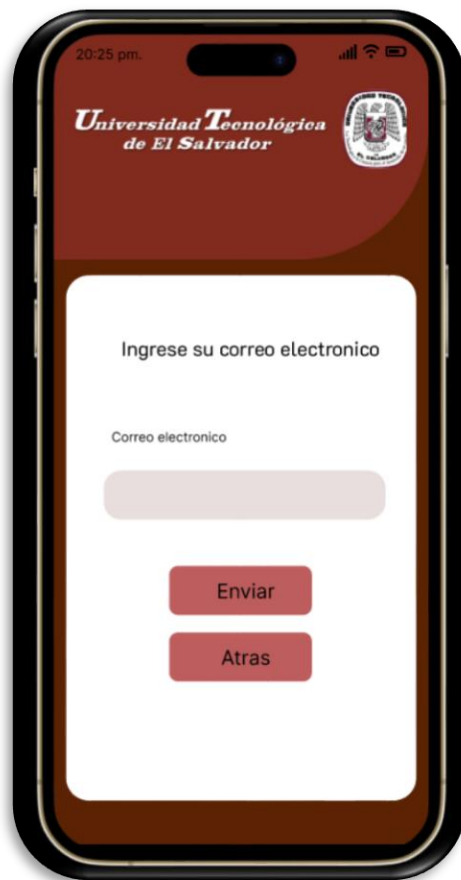 20:25 pm.
Universidad Tecnológica
de El Salvador
Ingrese su correo electronico
Correo electronico
Enviar
Atras